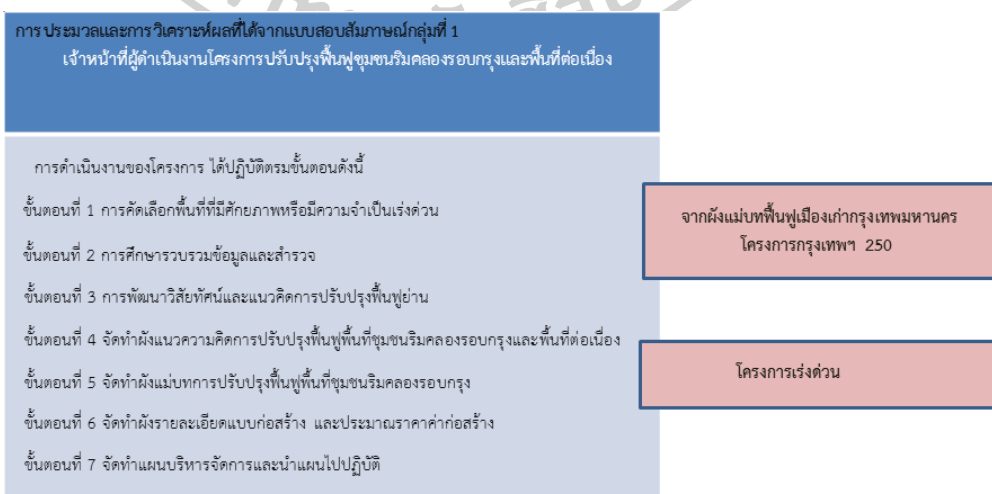 การประมวลและการวิเคราะห์ผลที่ได้จากแบบสอบสัมภาษณ์กลุ่มที่ 1
เจ้าหน้าที่ผู้ดำเนินงานโครงการปรับปรุงฟื้นฟูชุมชนริมคลองรอบกรุงและพื้นที่ต่อเนื่อง
การดำเนินงานของโครงการ ได้ปฏิบัติตรมขั้นตอนดังนี้
ขั้นตอนที่ 1 การคัดเลือกพื้นที่ที่มีศักยภาพหรือมีความจำเป็นเร่งด่วน
ขั้นตอนที่ 2 การศึกษารวบรวมข้อมูลและสำรวจ
ขั้นตอนที่ 3 การพัฒนาวิสัยทัศน์และแนวคิดการปรับปรุงฟื้นฟูย่าน
ขั้นตอนที่ 4 จัดทำผังแนวความคิดการปรับปรุงฟื้นฟูพื้นที่ชุมชนริมคลองรอบกรุงและพื้นที่ต่อเนื่อง
ขั้นตอนที่ 5 จัดทำผังแม่บทการปรับปรุงฟื้นฟูพื้นที่ชุมชนริมคลองรอบกรุง
ขั้นตอนที่ 6 จัดทำผังรายละเอียดแบบก่อสร้าง และประมาณราคาค่าก่อสร้าง
ขั้นตอนที่ 7 จัดทำแผนบริหารจัดการและนำแผนไปปฏิบัติ
จากผังแม่บทฟื้นฟูเมืองเก่ากรุงเทพมหานคร
โครงการกรุงเทพฯ 250
โครงการเร่งด่วน